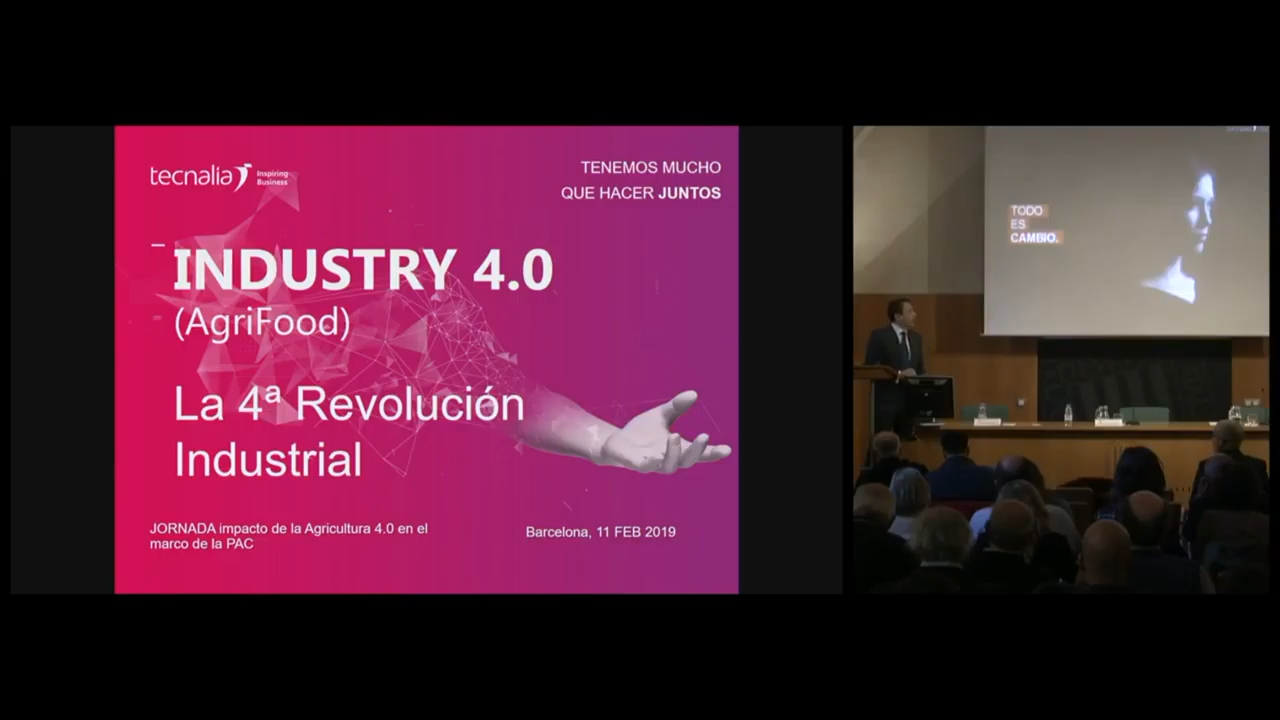 tecnalia
Inspiring
Business
TENEMOS MUCHO
QUE HACER JUNTOS
INDUSTRY 4.0
(AgriFood)
La 4ª Revolución
Industrial
JORNADA impacto de la Agricultura 4.0 en el
marco de la PAC
Barcelona, 11 FEB 2019
TODO
ES
CAMBIO.